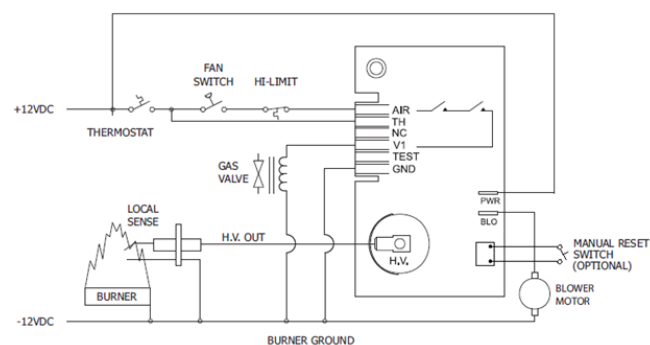 FAN
SWITCH
HI-LIMIT
+12VDC
THERMOSTAT
AIR
TH
NC
V1
TEST
GND
GAS
VALVE
PWR
BLO
LOCAL
SENSE
H.V. OUT
H.V.
MANUAL RESET
SWITCH
(OPTIONAL)
BURNER
BLOWER
MOTOR
-12VDC
BURNER GROUND